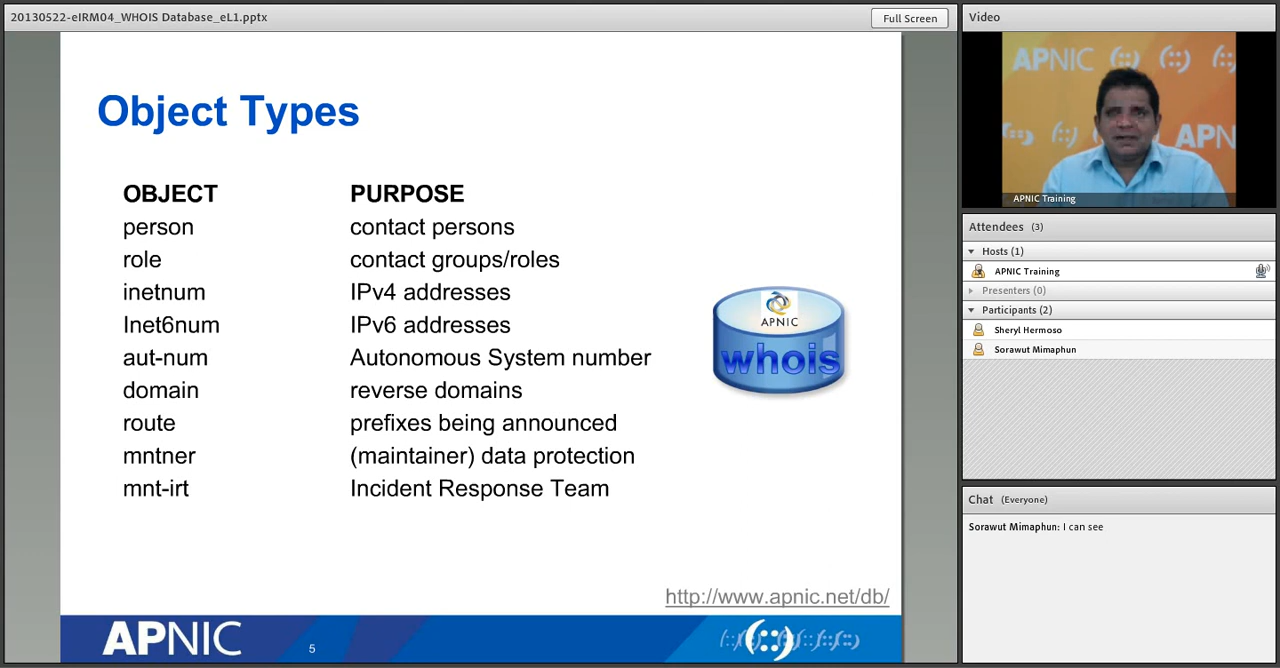 20130522-eIRM04_WHOIS Database_eL1.pptx
Full Screen
Object Types
OBJECT PURPOSE
person contact persons
role contact groups/roles
inetnum IPv4 addresses
Inet6num IPv6 addresses
aut-num Autonomous System number
domain reverse domains
route prefixes being announced
mntner (maintainer) data protection
mnt-irt Incident Response Team
APNIC
whois
http://www.apnic.net/db/
APNIC
5
Video
APNIC
APN
APNIC Training
Attendees (3)
Hosts (1)
APNIC Training
Presenters (0)
Participants (2)
Sheryl Hermoso
Sorawut Mimaphun
Chat (Everyone)
Sorawut Mimaphun: I can see